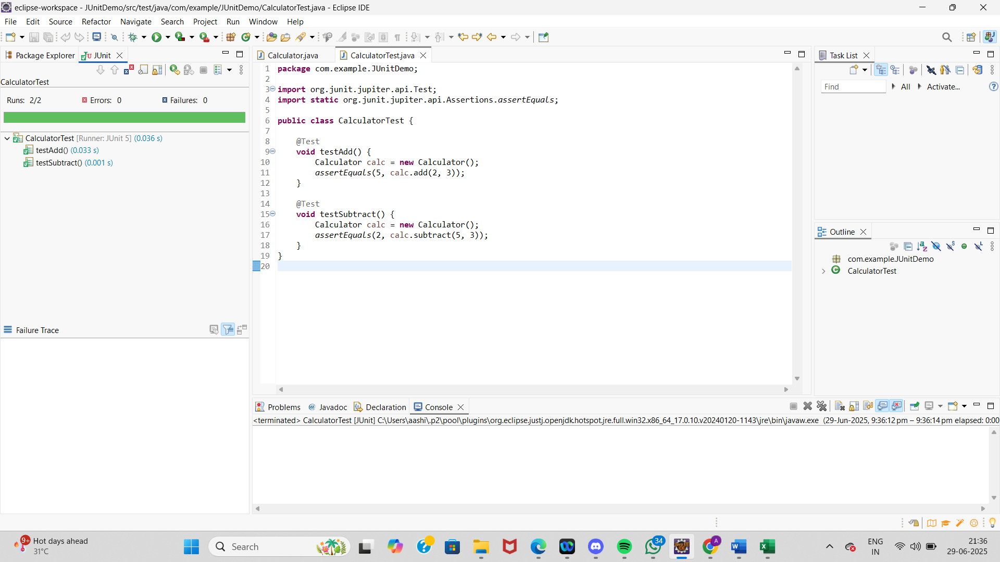 eclipse-workspace - JUnitDemo/src/test/java/com/example/JUnitDemo/CalculatorTest.java - Eclipse IDE
File Edit Source Refactor Navigate Search Project Run Window Help
Package Explorer JUnit
CalculatorTest
Runs: 2/2 Errors: 0 Failures: 0
CalculatorTest [Runner: JUnit 5] (0.036 s)
testAdd() (0.033 s)
testSubtract() (0.001 s)
Failure Trace
Calculator.java CalculatorTest.java
1 package com.example.JUnitDemo;
2
3 import org.junit.jupiter.api.Test;
4 import static org.junit.jupiter.api.Assertions.assertEquals;
5
6 public class CalculatorTest {
7
8 @Test
9 void testAdd() {
10 Calculator calc = new Calculator();
11 assertEquals(5, calc.add(2, 3));
12 }
13
14 @Test
15 void testSubtract() {
16 Calculator calc = new Calculator();
17 assertEquals(2, calc.subtract(5, 3));
18 }
19 }
20
Task List
Find All Activate...
Outline
com.example.JUnitDemo
CalculatorTest
Problems Javadoc Declaration Console
<terminated> CalculatorTest [JUnit] C:\Users\aashi\.p2\pool\plugins\org.eclipse.justj.openjdk.hotspot.jre.full.win32.x86_64_17.0.10.v20240120-1143\jre\bin\javaw.exe (29-Jun-2025, 9:36:12 pm – 9:36:14 pm elapsed: 0:00
9+ Hot days ahead
31°C
Search
34
A
ENG
IN
21:36
29-06-2025